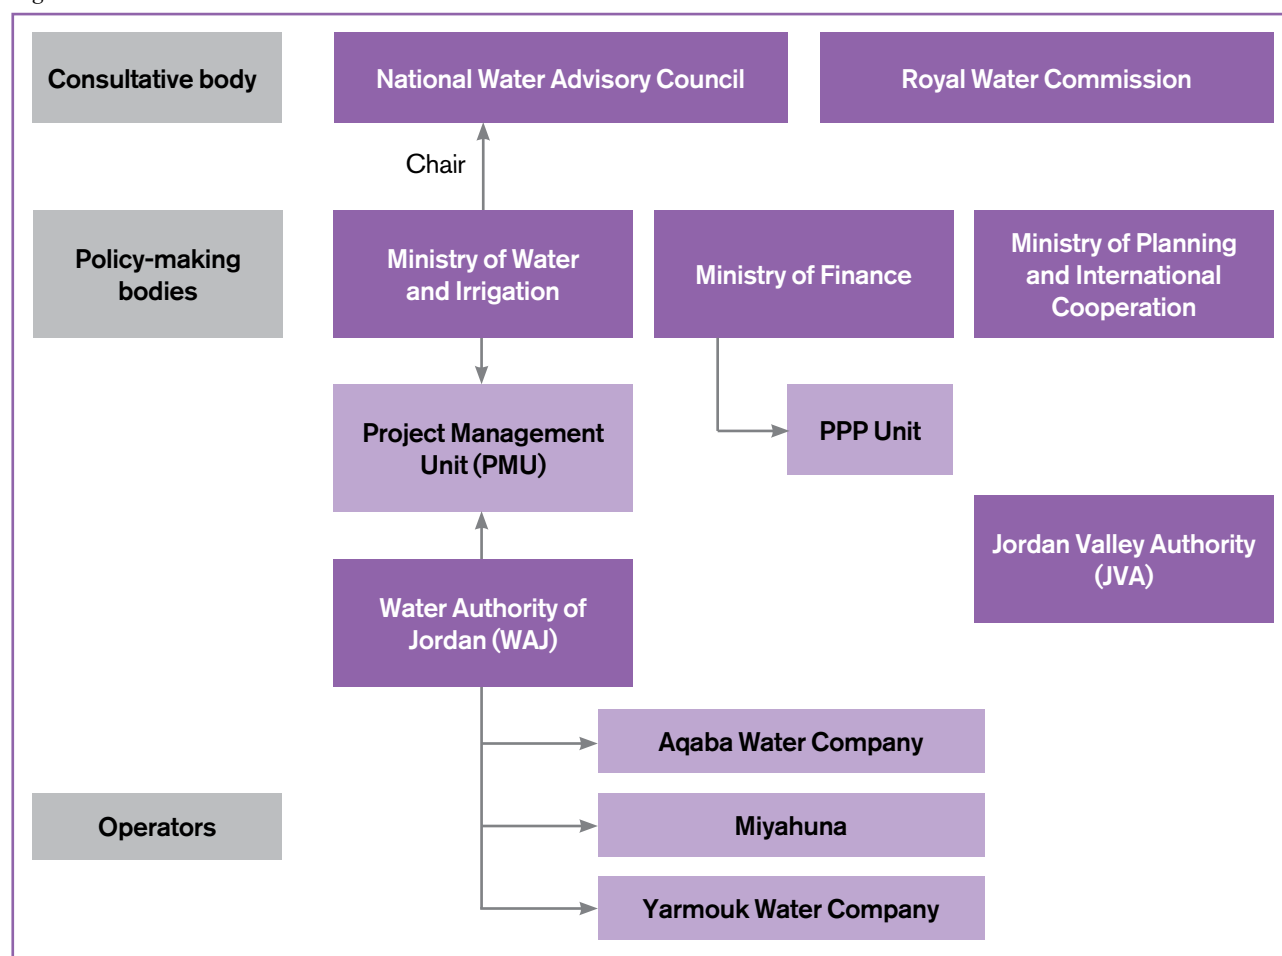 Consultative body
National Water Advisory Council
Royal Water Commission
Chair
Policy-making
bodies
Ministry of Water
and Irrigation
Ministry of Finance
Ministry of Planning
and International
Cooperation
Project Management
Unit (PMU)
PPP Unit
Jordan Valley Authority
(JVA)
Water Authority of
Jordan (WAJ)
Aqaba Water Company
Operators
Miyahuna
Yarmouk Water Company